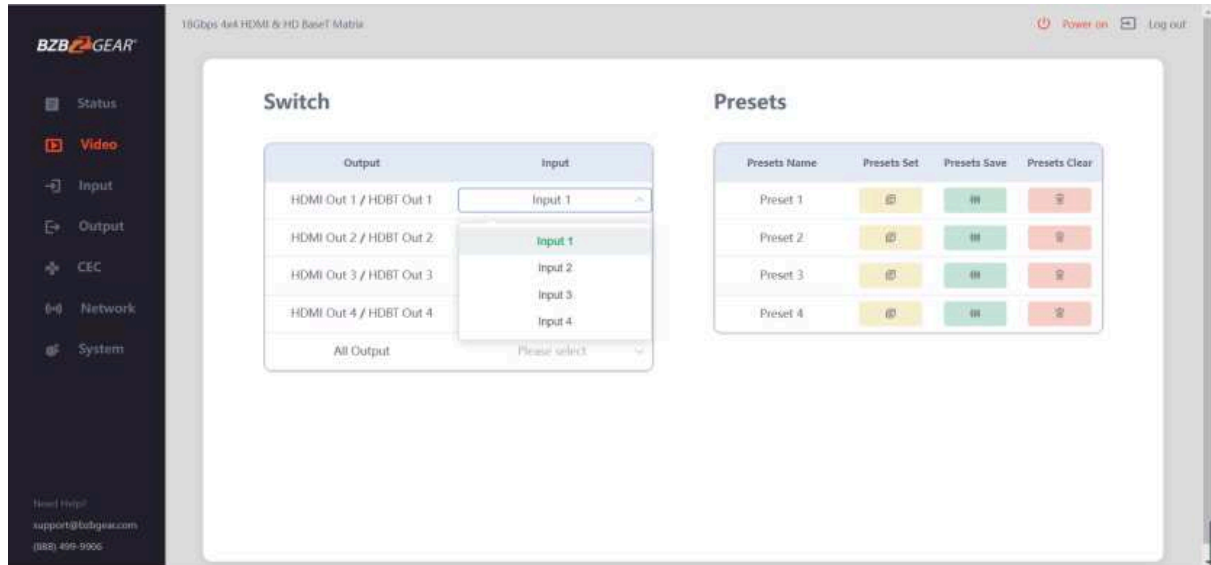 18Gbps 4x4 HDMI & HD BaseT Matrix
Power on
Log out
BZBGEAR
Status
Video
Input
Output
CEC
Network
System
Need Help?
support@bzbgear.com
(888) 499-9906
Switch
Output Input
HDMI Out 1 / HDBT Out 1 Input 1
HDMI Out 2 / HDBT Out 2
HDMI Out 3 / HDBT Out 3
HDMI Out 4 / HDBT Out 4
Input 1
Input 2
Input 3
Input 4
All Output Please select
Presets
Presets Name Presets Set Presets Save Presets Clear
Preset 1
Preset 2
Preset 3
Preset 4